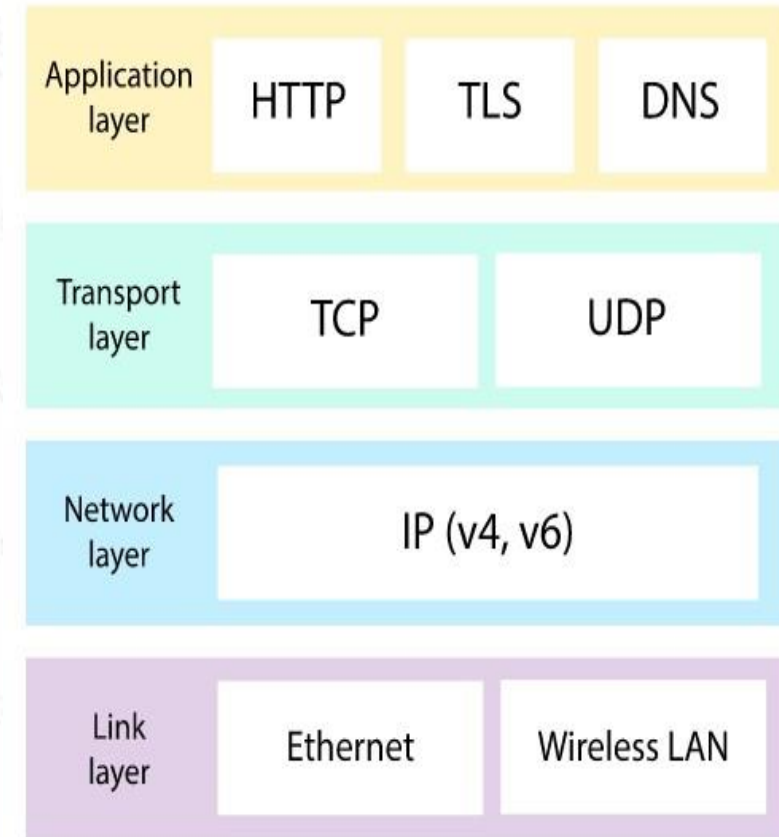 Application
layer
HTTP
TLS
DNS
Transport
layer
TCP
UDP
Network
layer
IP (v4, v6)
Link
layer
Ethernet
Wireless LAN